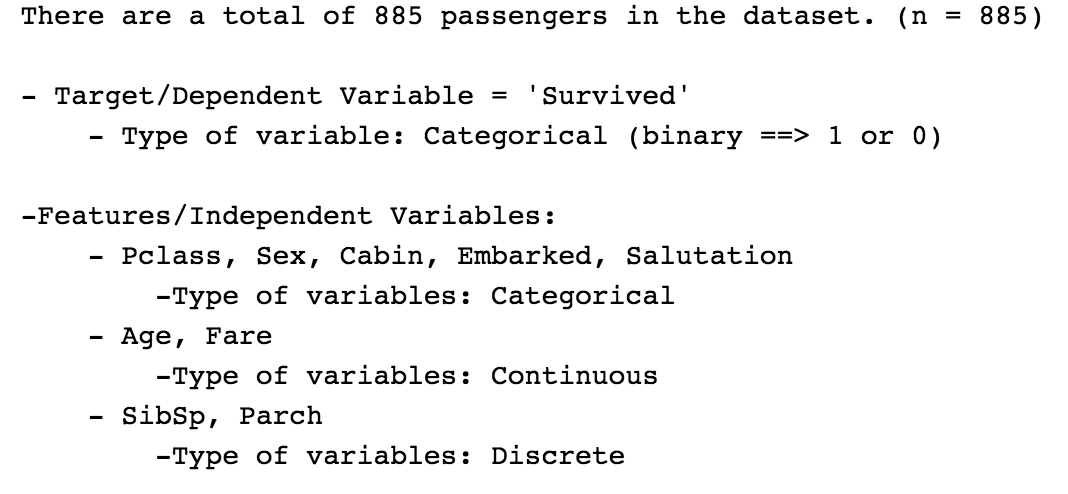 There are a total of 885 passengers in the dataset. (n = 885)
- Target/Dependent Variable = 'Survived'
- Type of variable: Categorical (binary ==> 1 or 0)
-Features/Independent Variables:
- Pclass, Sex, Cabin, Embarked, Salutation
-Type of variables: Categorical
- Age, Fare
-Type of variables: Continuous
- SibSp, Parch
-Type of variables: Discrete